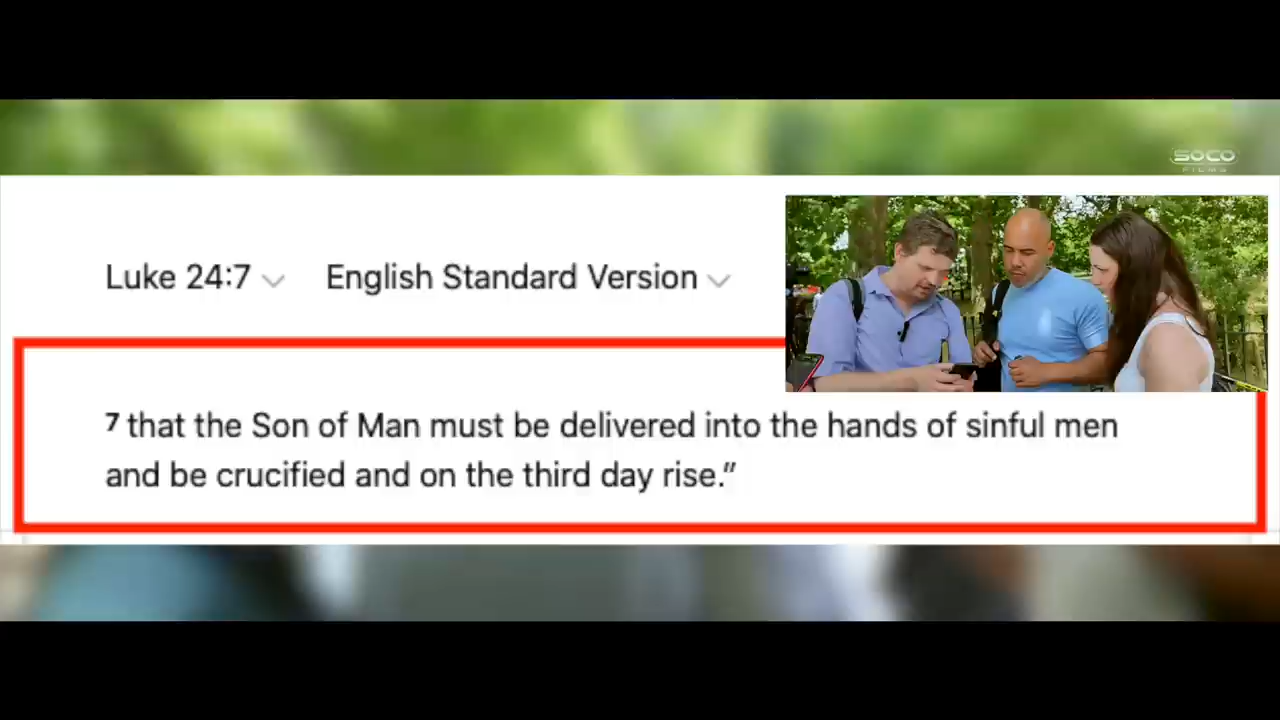 SOCO
FILMS
Luke 24:7 English Standard Version
7 that the Son of Man must be delivered into the hands of sinful men
and be crucified and on the third day rise.”